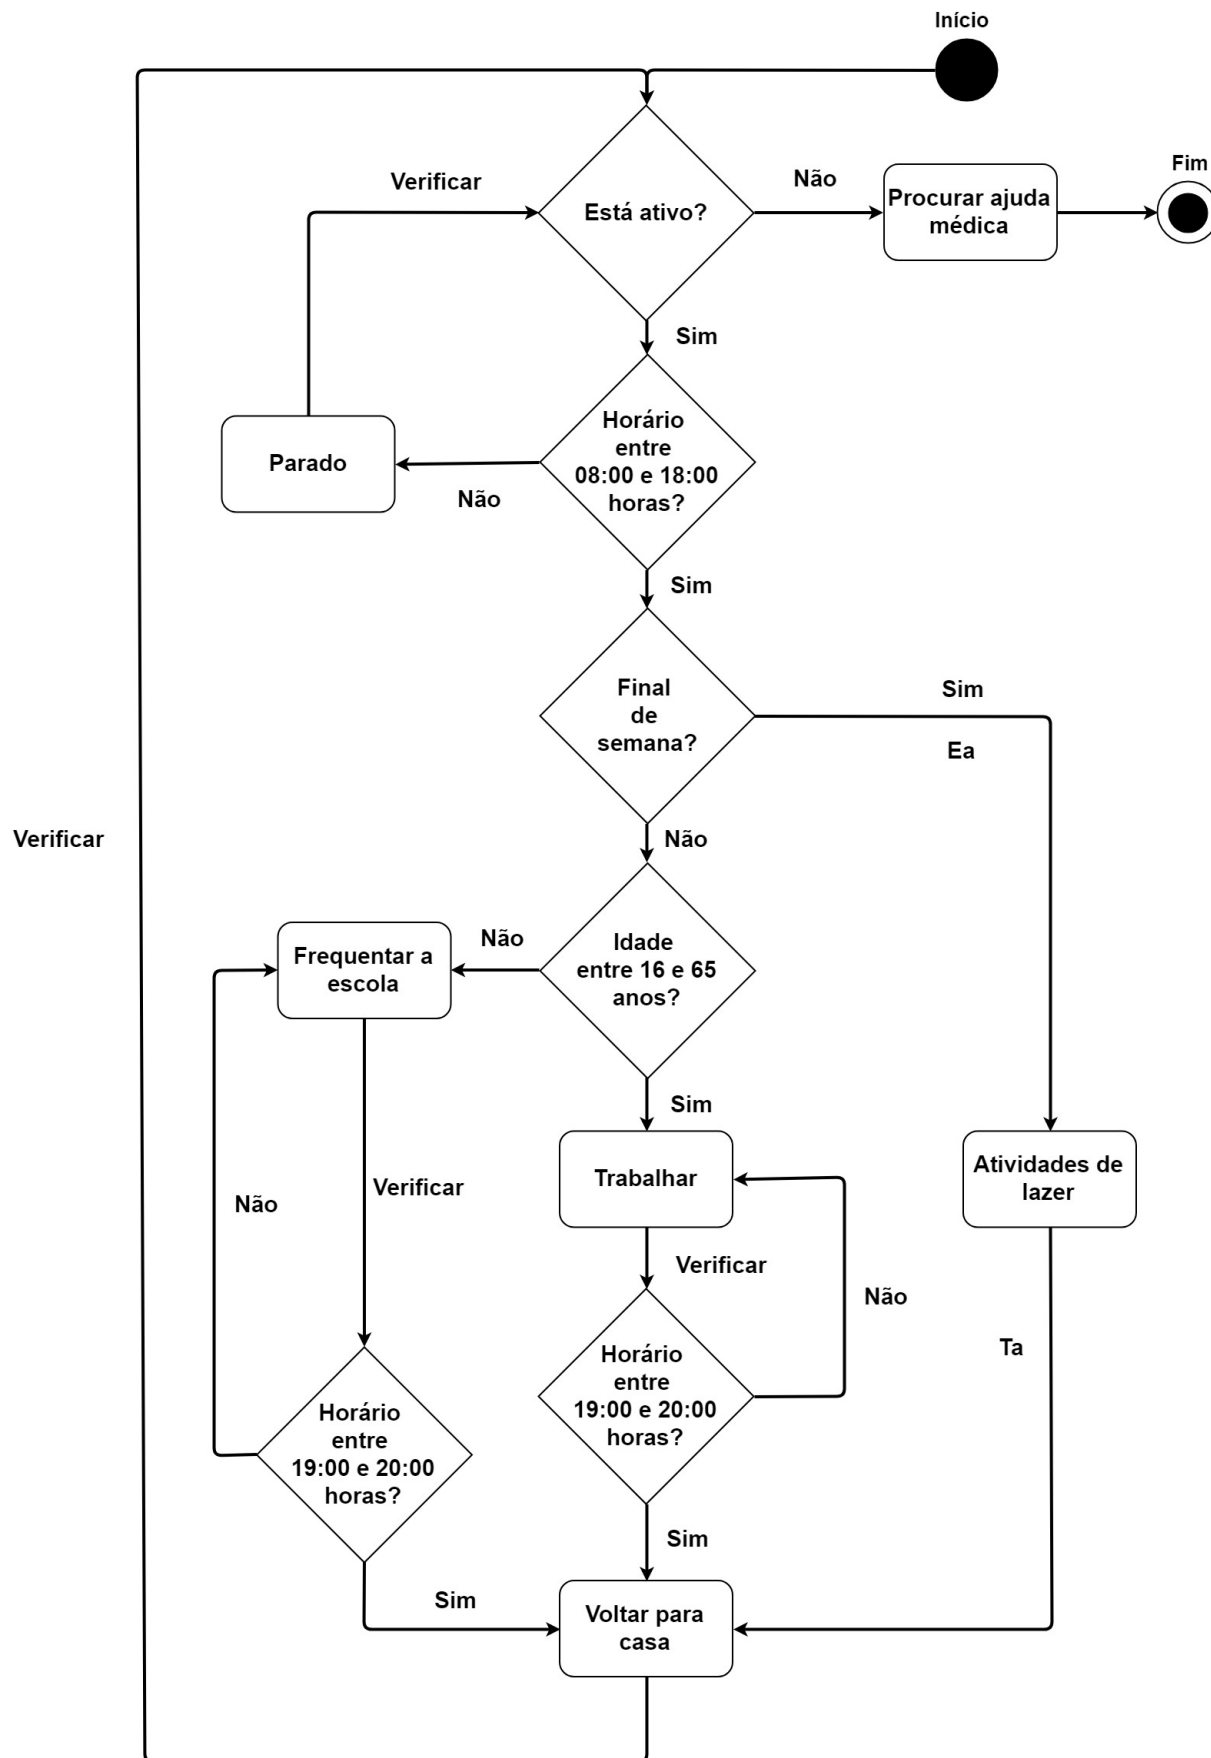 Início
Verificar
Não
Fim
Está ativo?
Procurar ajuda
médica
Sim
Horário
entre
08:00 e 18:00
horas?
Parado
Não
Sim
Final
de
semana?
Sim
Ea
Verificar
Não
Frequentar a
escola
Não
Idade
entre 16 e 65
anos?
Sim
Trabalhar
Atividades de
lazer
Não
Verificar
Verificar
Não
Ta
Horário
entre
19:00 e 20:00
horas?
Horário
entre
19:00 e 20:00
horas?
Sim
Sim
Voltar para
casa